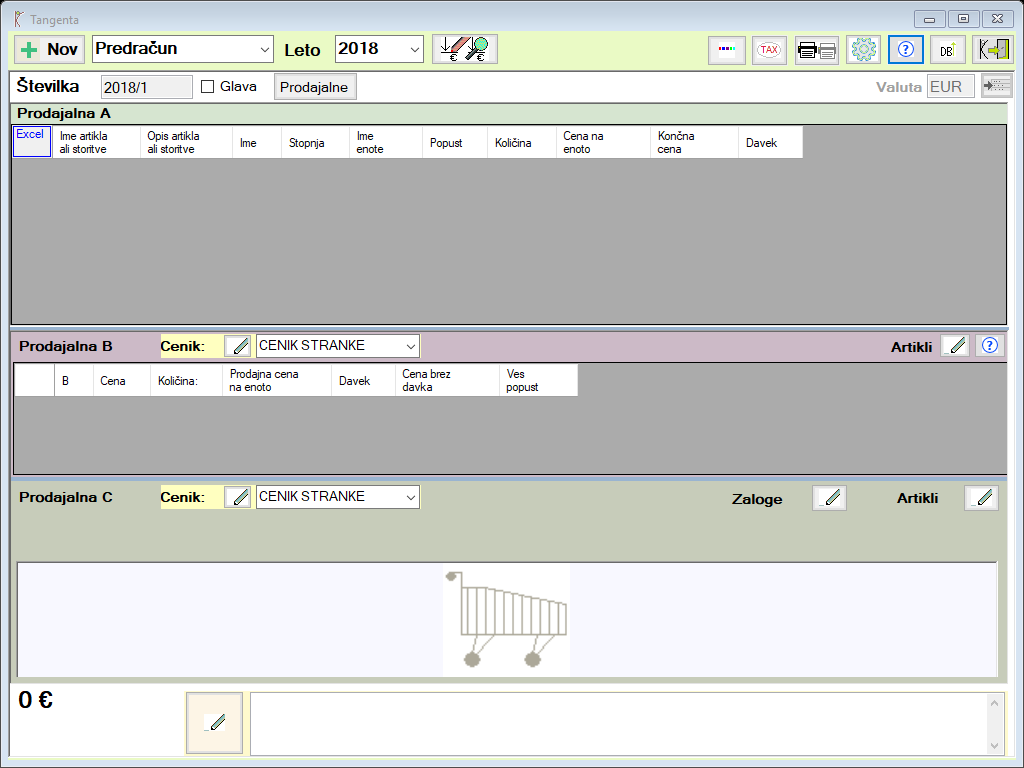 Tangenta
Nov Predračun Leto 2018 € € TAX ? DB
Številka 2018/1 Glava Prodajalne Valuta EUR
Prodajalna A
Excel Ime artikla ali storitve Opis artikla ali storitve Ime Stopnja Ime enote Popust Količina Cena na enoto Končna cena Davek
Prodajalna B Cenik: CENIK STRANKE Artikli ?
B Cena Količina: Prodajna cena na enoto Davek Cena brez davka Ves popust
Prodajalna C Cenik: CENIK STRANKE Zaloge Artikli
0 €